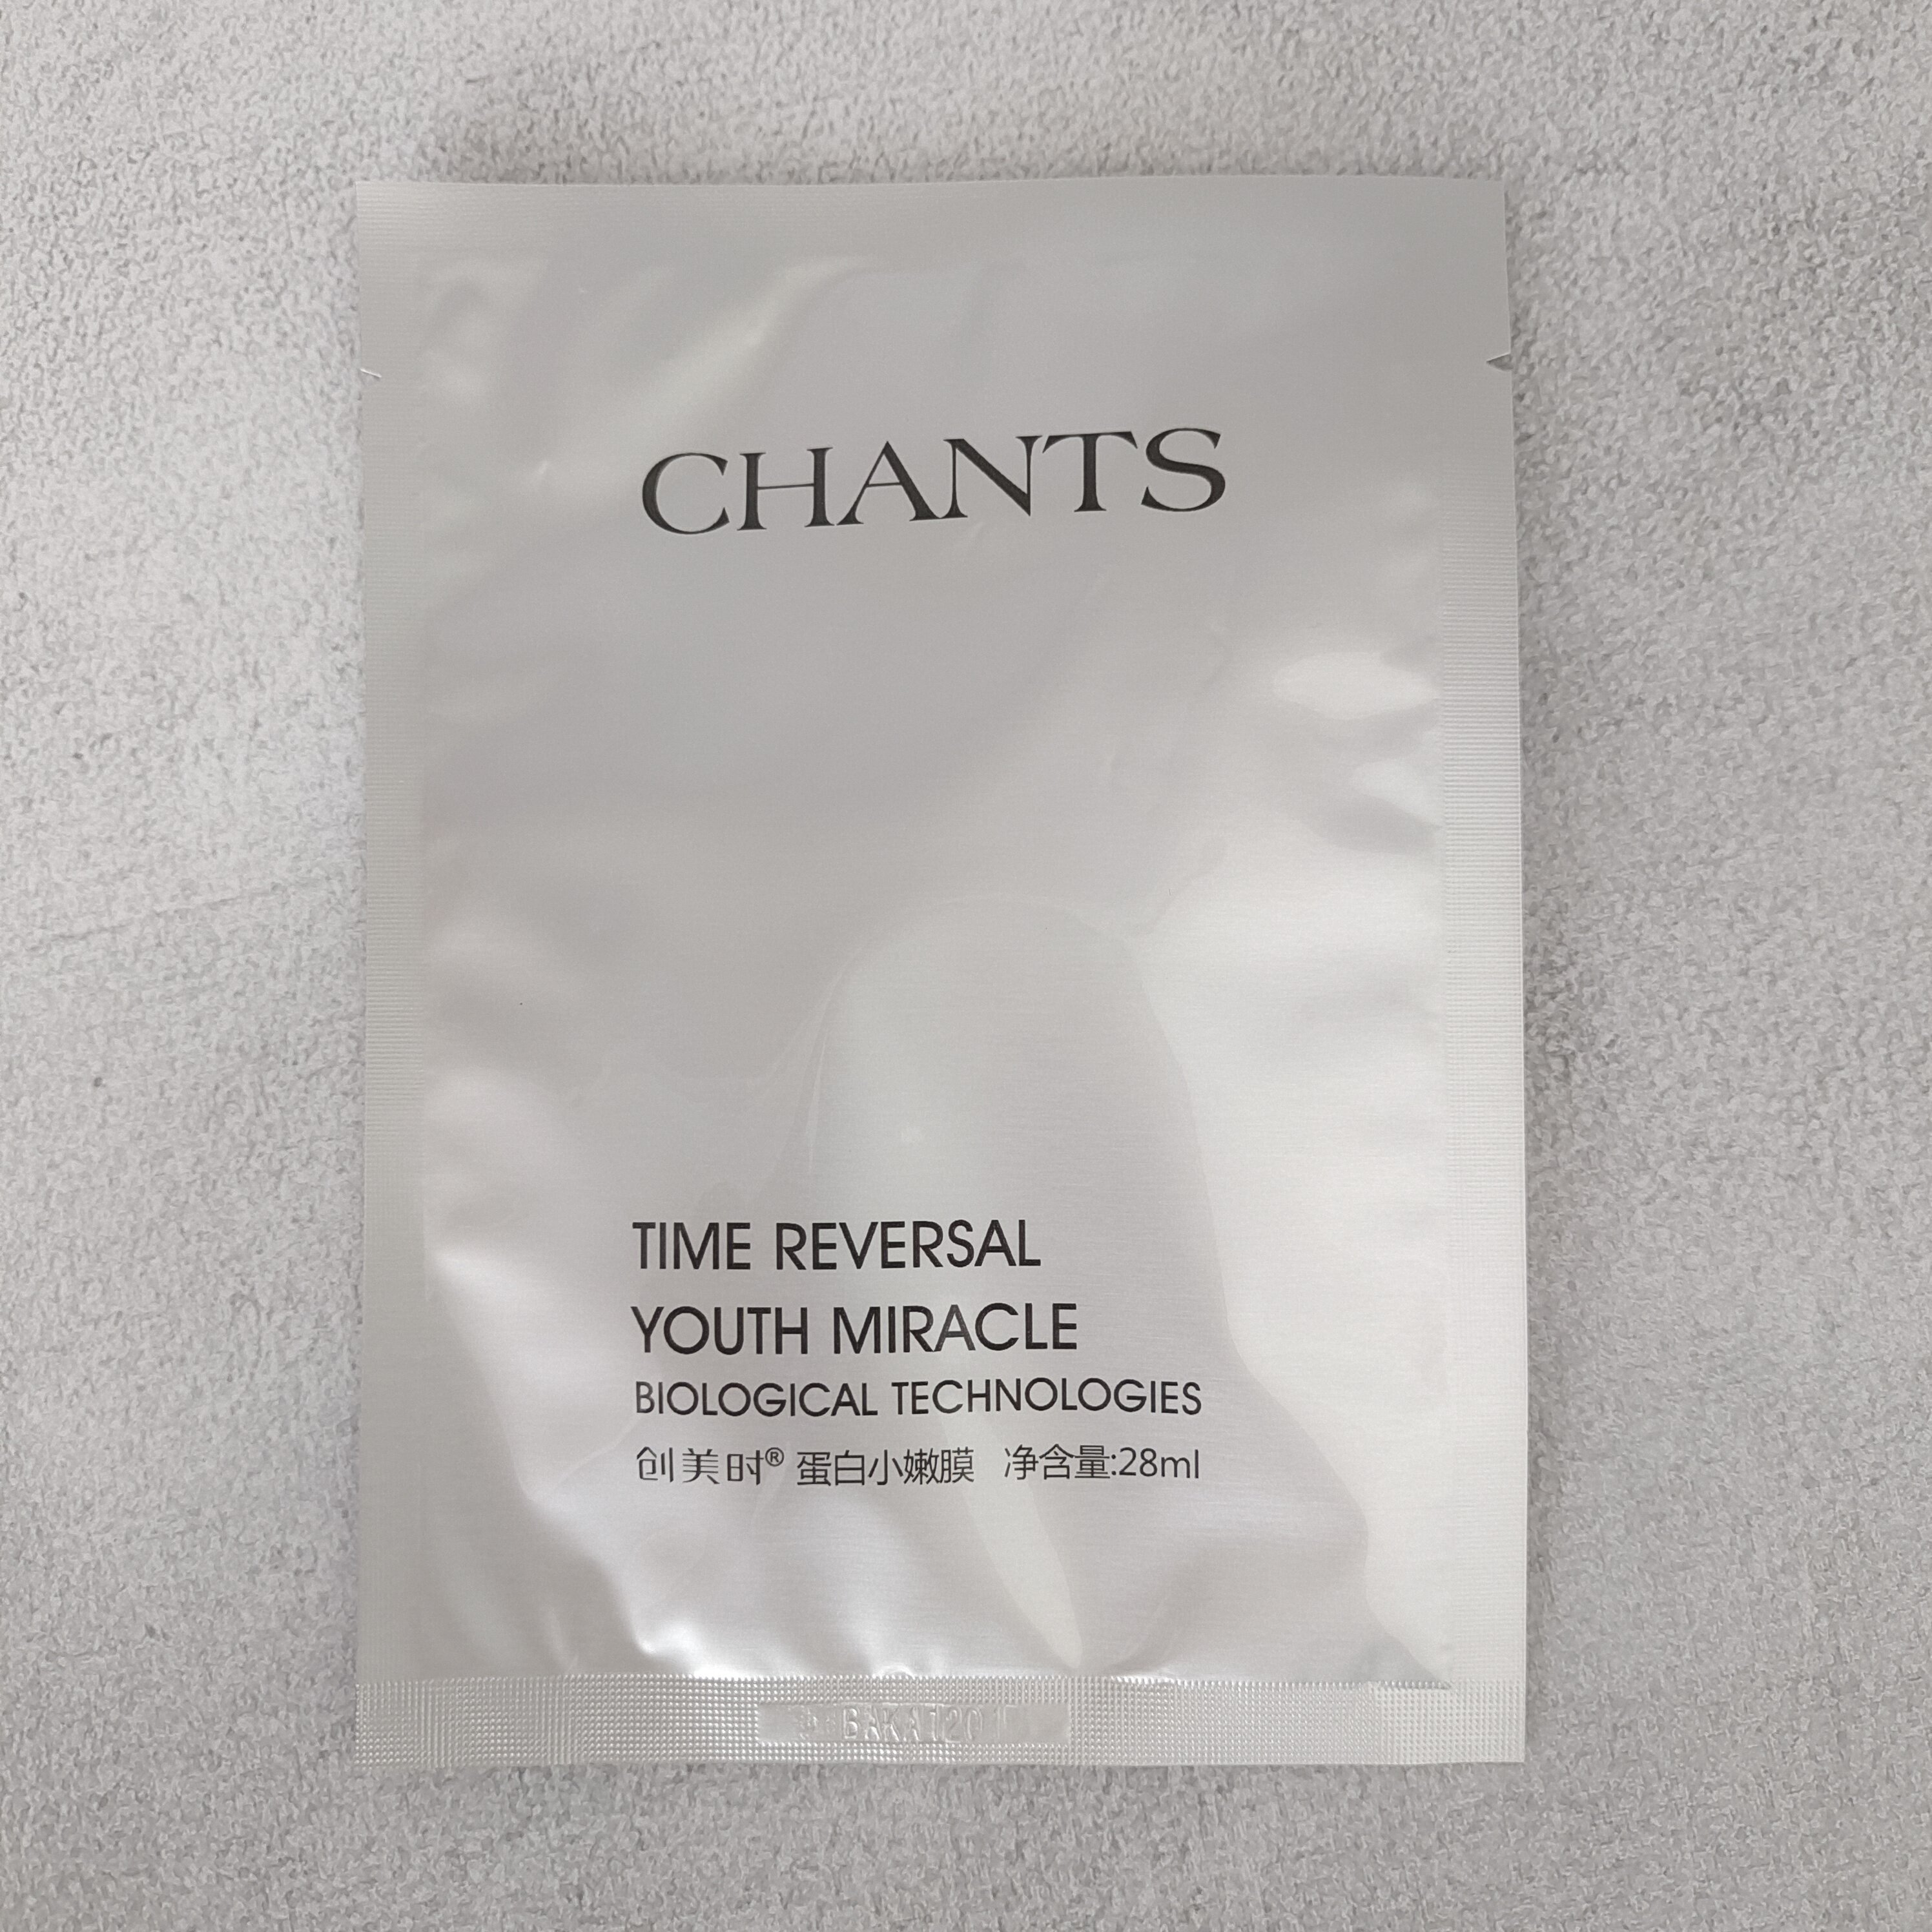 CHANTS
TIME REVERSAL
YOUTH MIRACLE
BIOLOGICAL TECHNOLOGIES
创美时® 蛋白小嫩膜 净含量:28ml